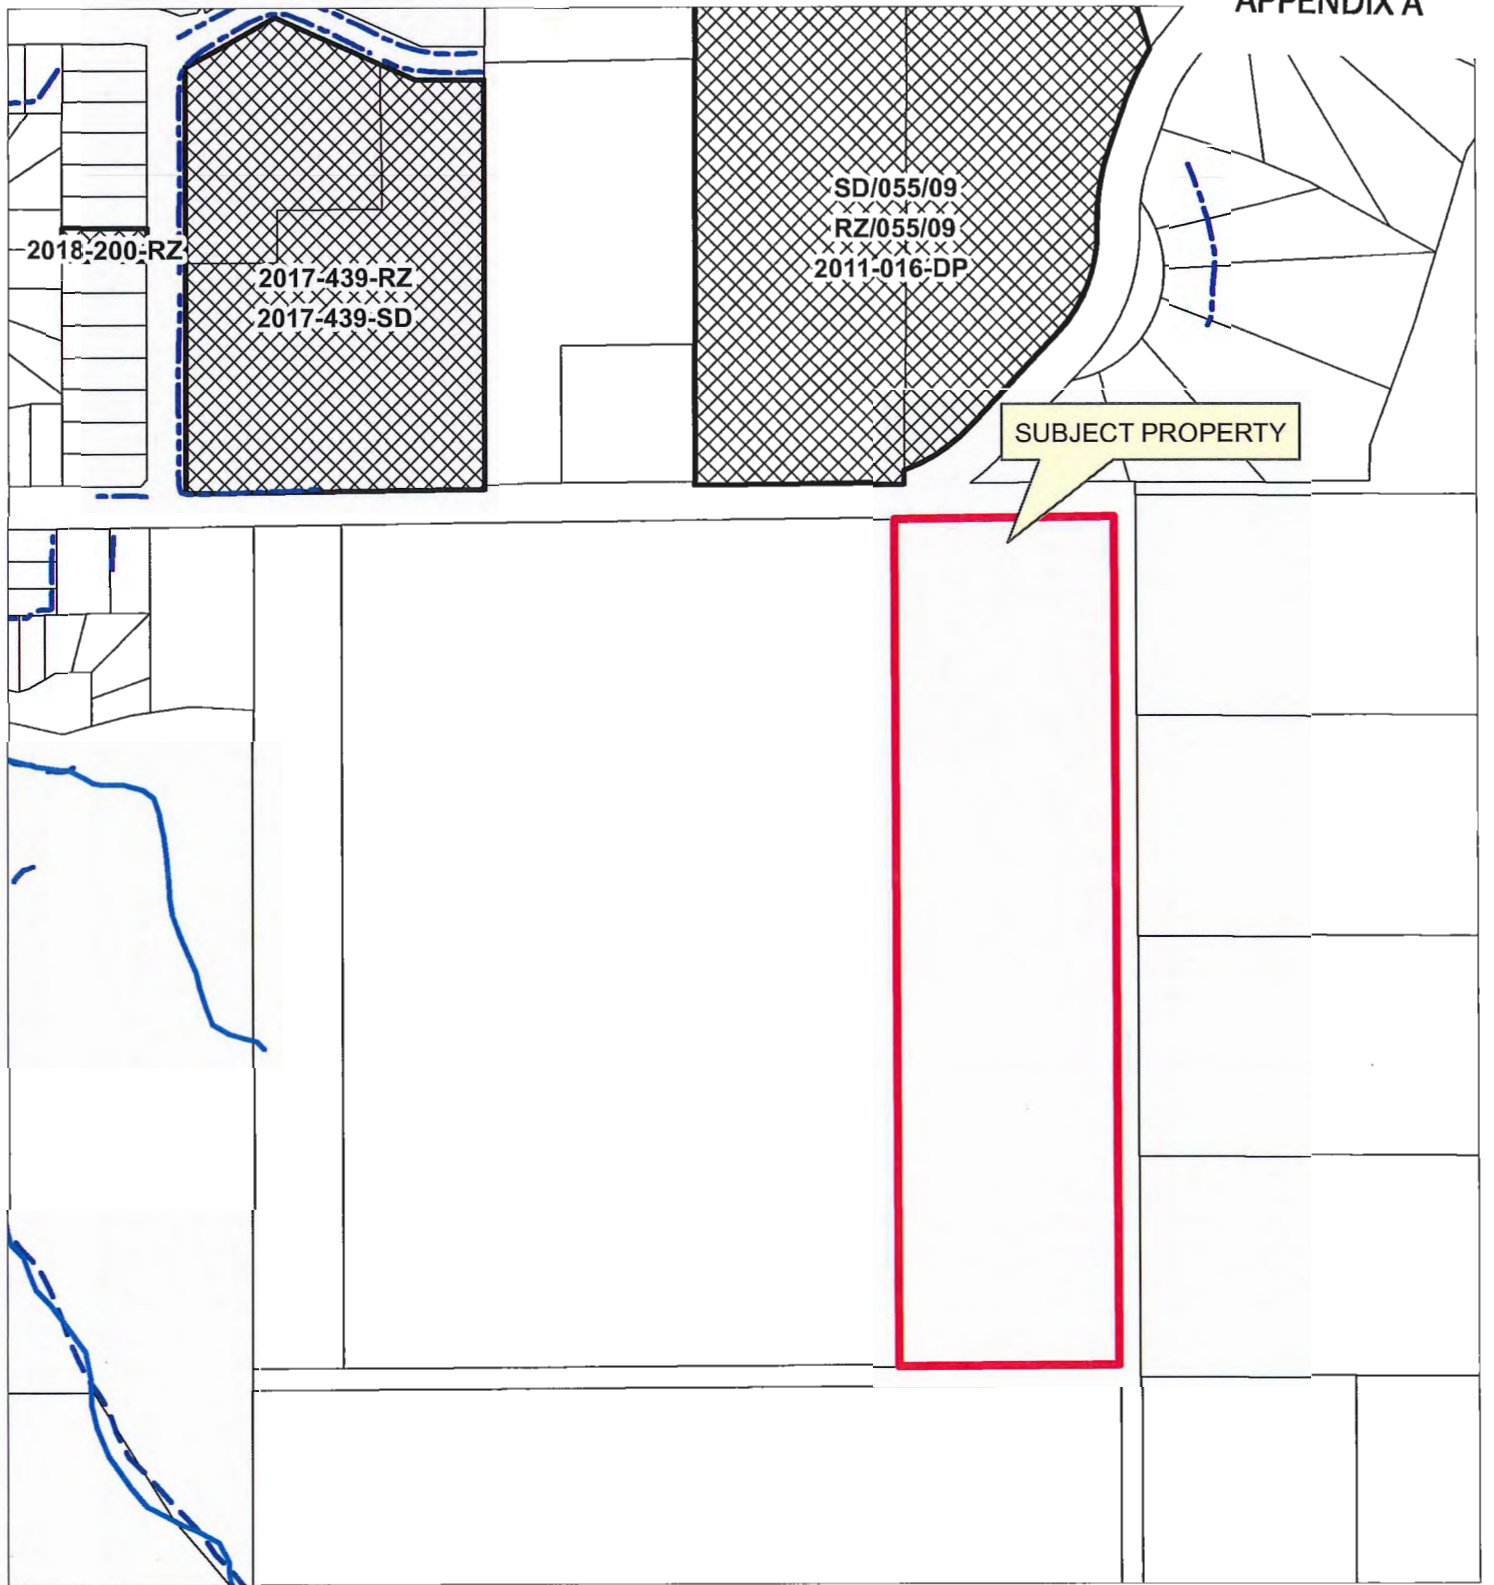 APPENDIX A
SD/055/09
RZ/055/09
2011-016-DP
2018-200-RZ
2017-439-RZ
2017-439-SD
SUBJECT PROPERTY